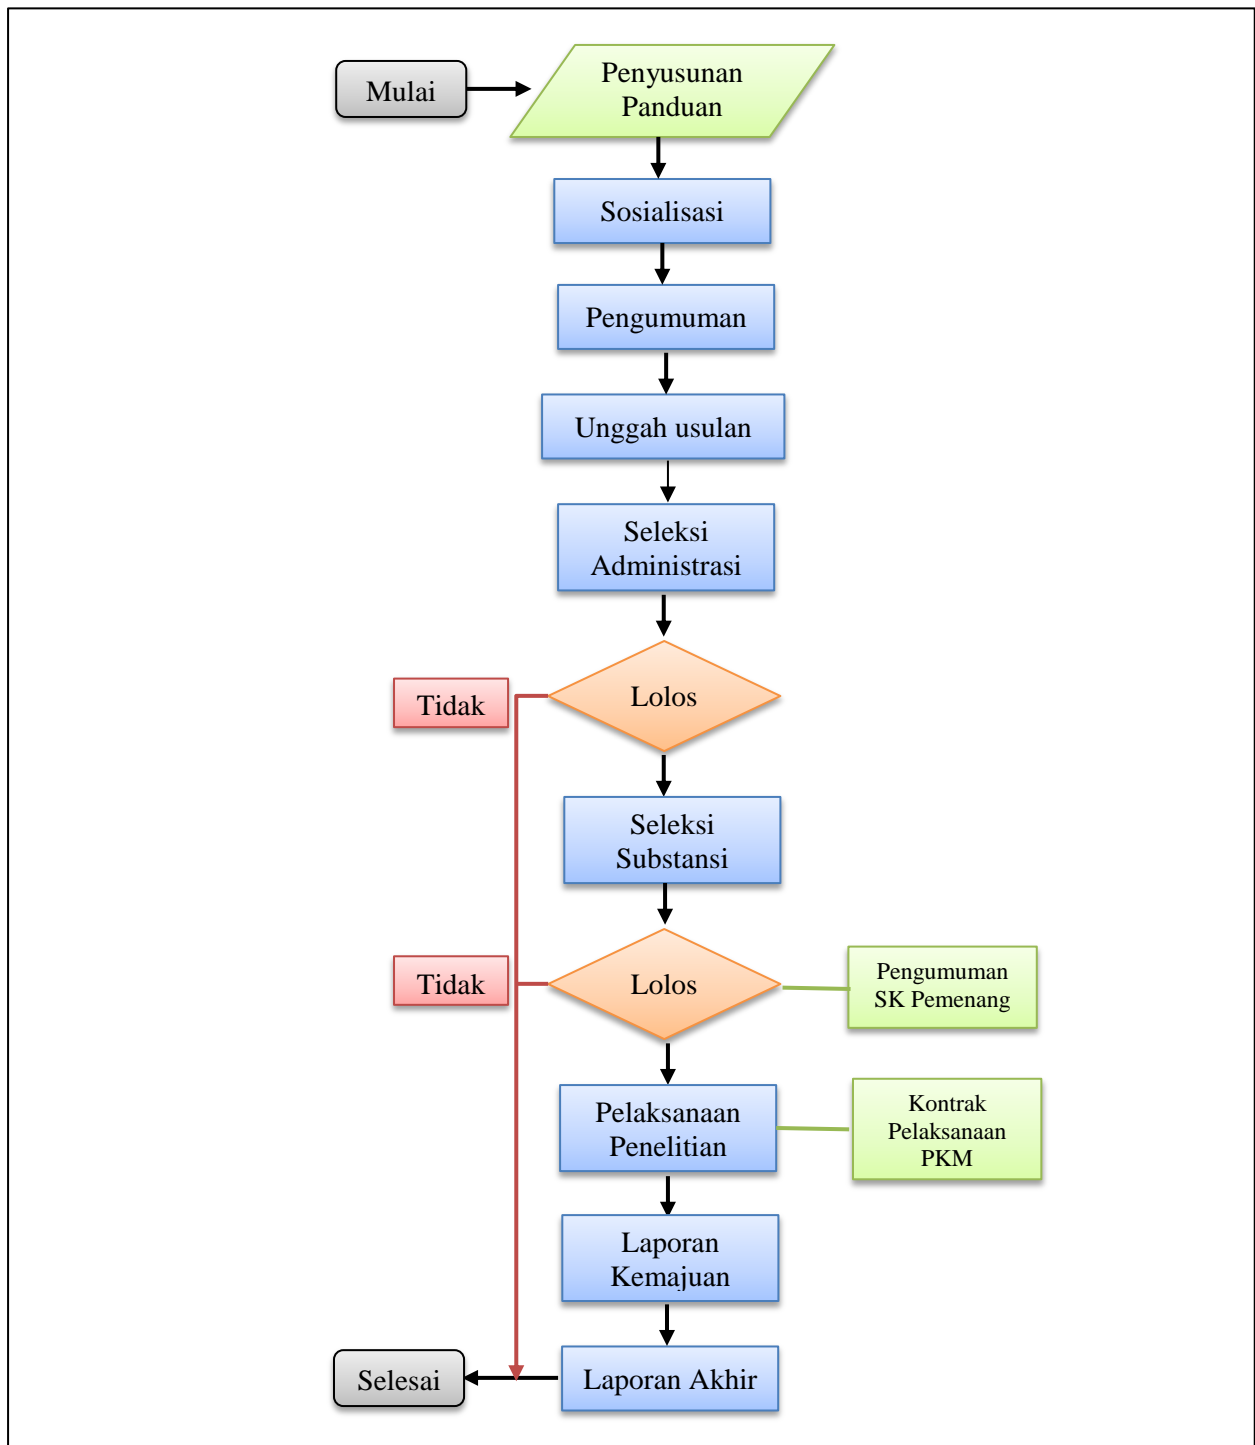 Mulai
Penyusunan
Panduan
Sosialisasi
Pengumuman
Unggah usulan
Seleksi
Administrasi
Tidak
Lolos
Seleksi
Substansi
Tidak
Lolos
Pengumuman
SK Pemenang
Pelaksanaan
Penelitian
Kontrak
Pelaksanaan
PKM
Laporan
Kemajuan
Selesai
Laporan Akhir